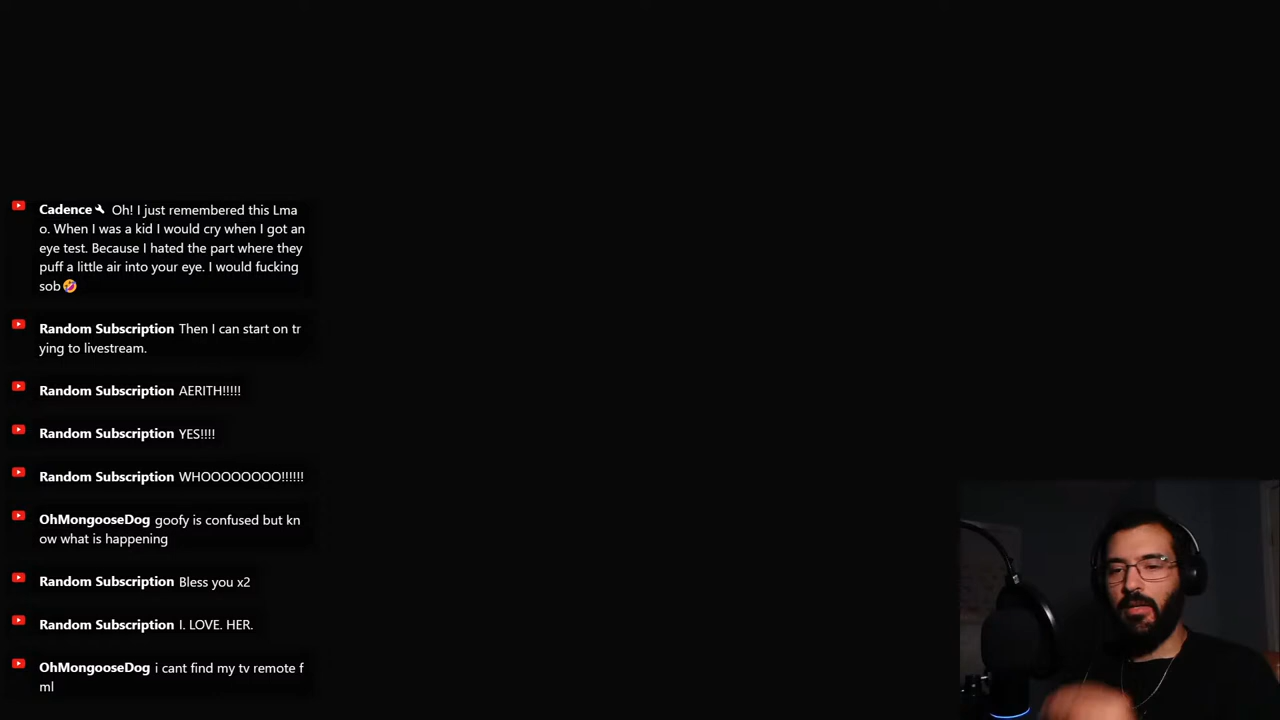 Cadence Oh! I just remembered this Lma
o. When I was a kid I would cry when I got an
eye test. Because I hated the part where they
puff a little air into your eye. I would fucking
sob🤣
Random Subscription Then I can start on tr
ying to livestream.
Random Subscription AERITH!!!!!
Random Subscription YES!!!!
Random Subscription WHOOOOOOOO!!!!!!
OhMongooseDog goofy is confused but kn
ow what is happening
Random Subscription Bless you x2
Random Subscription I. LOVE. HER.
OhMongooseDog i cant find my tv remote f
ml